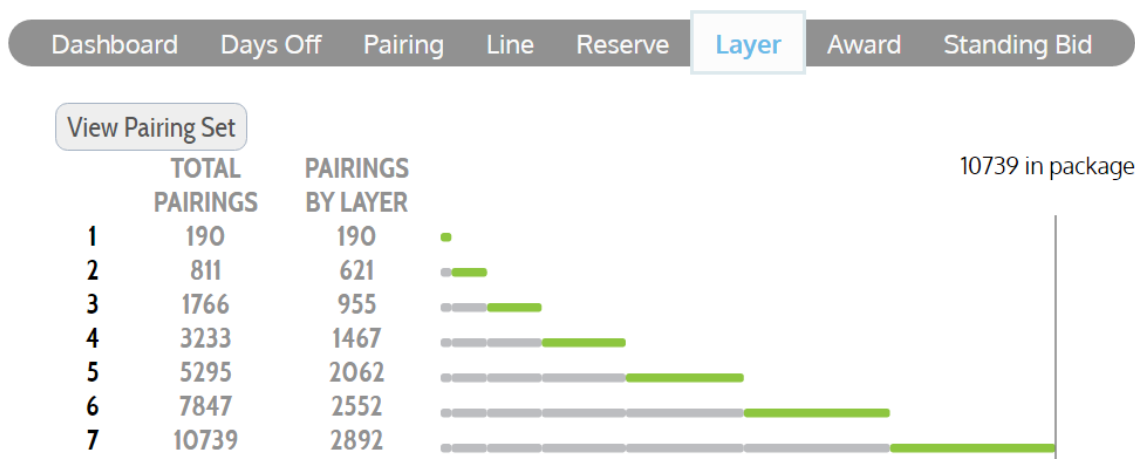 Dashboard Days Off Pairing Line Reserve Layer Award Standing Bid
View Pairing Set
10739 in package
TOTAL PAIRINGS
PAIRINGS BY LAYER
1 190 190
2 811 621
3 1766 955
4 3233 1467
5 5295 2062
6 7847 2552
7 10739 2892